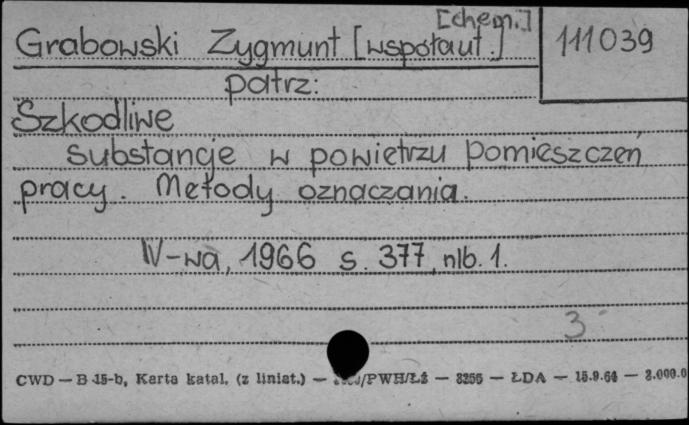 [chem.]
Grabowski Zygmunt [współaut.] 111039
patrz:
Szkodliwe
substancje w powietrzu pomieszczeń
pracy. Metody oznaczania.
W-wa, 1966 s. 377, nlb. 1.
3
CWD — B 15-b, Karta katal. (z liniat.) — /PWH/Łż — 3256 — ŁDA — 15.9.64 — 2.000.0